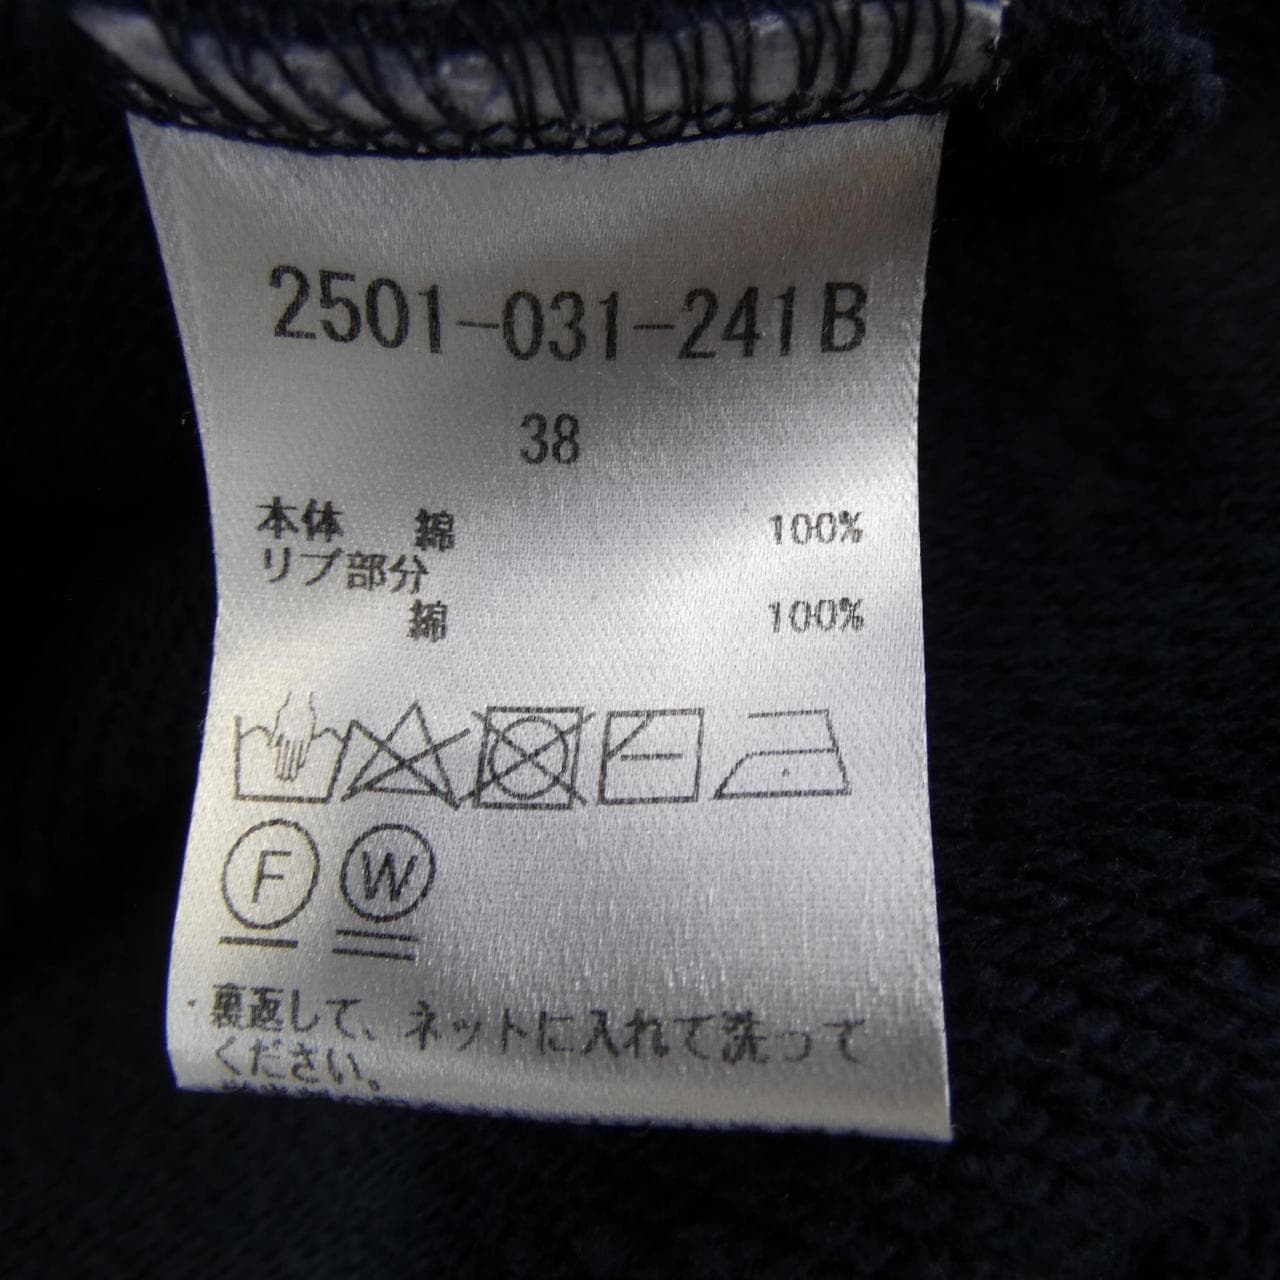 2501-031-241B
38
本体 綿 100%
リブ部分
綿 100%
F W
・裏返して、ネットに入れて洗って
ください。